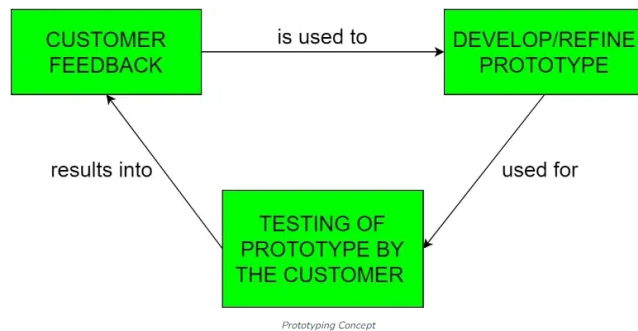 CUSTOMER
FEEDBACK
is used to
DEVELOP/REFINE
PROTOTYPE
results into
used for
TESTING OF
PROTOTYPE BY
THE CUSTOMER
Prototyping Concept